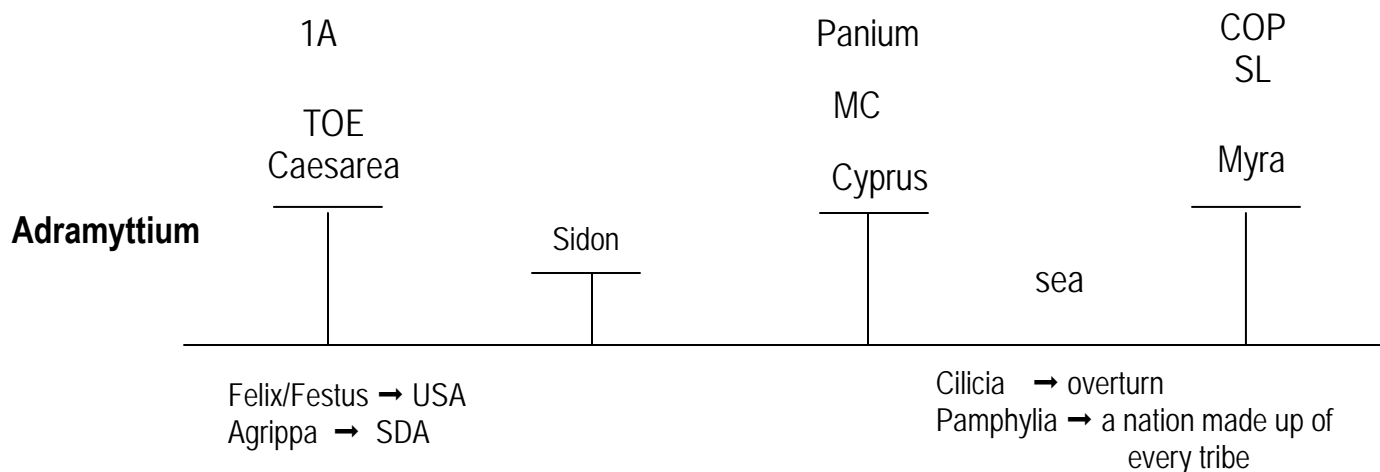 1A
Panium
COP
SL
MC
TOE
Caesarea
Cyprus
Myra
Adramyttium
Sidon
sea
Felix/Festus → USA
Agrippa → SDA
Cilicia → overturn
Pamphylia → a nation made up of
every tribe